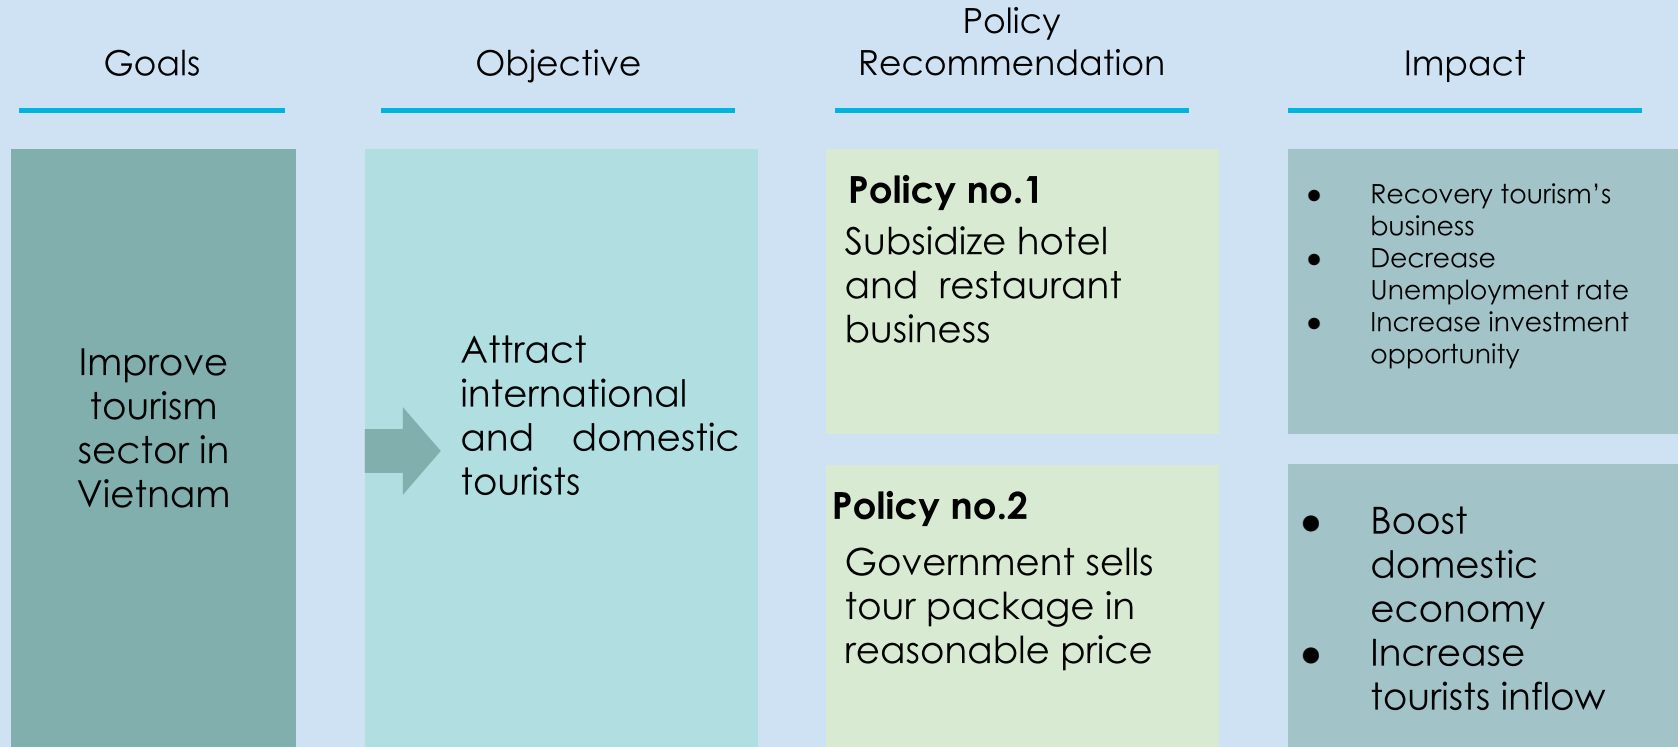 Goals
Objective
Policy
Recommendation
Impact
Improve
tourism
sector in
Vietnam
Attract
international
and domestic
tourists
Policy no.1
Subsidize hotel
and restaurant
business
Policy no.2
Government sells
tour package in
reasonable price
● Recovery tourism's
business
● Decrease
Unemployment rate
● Increase investment
opportunity
● Boost
domestic
economy
● Increase
tourists inflow